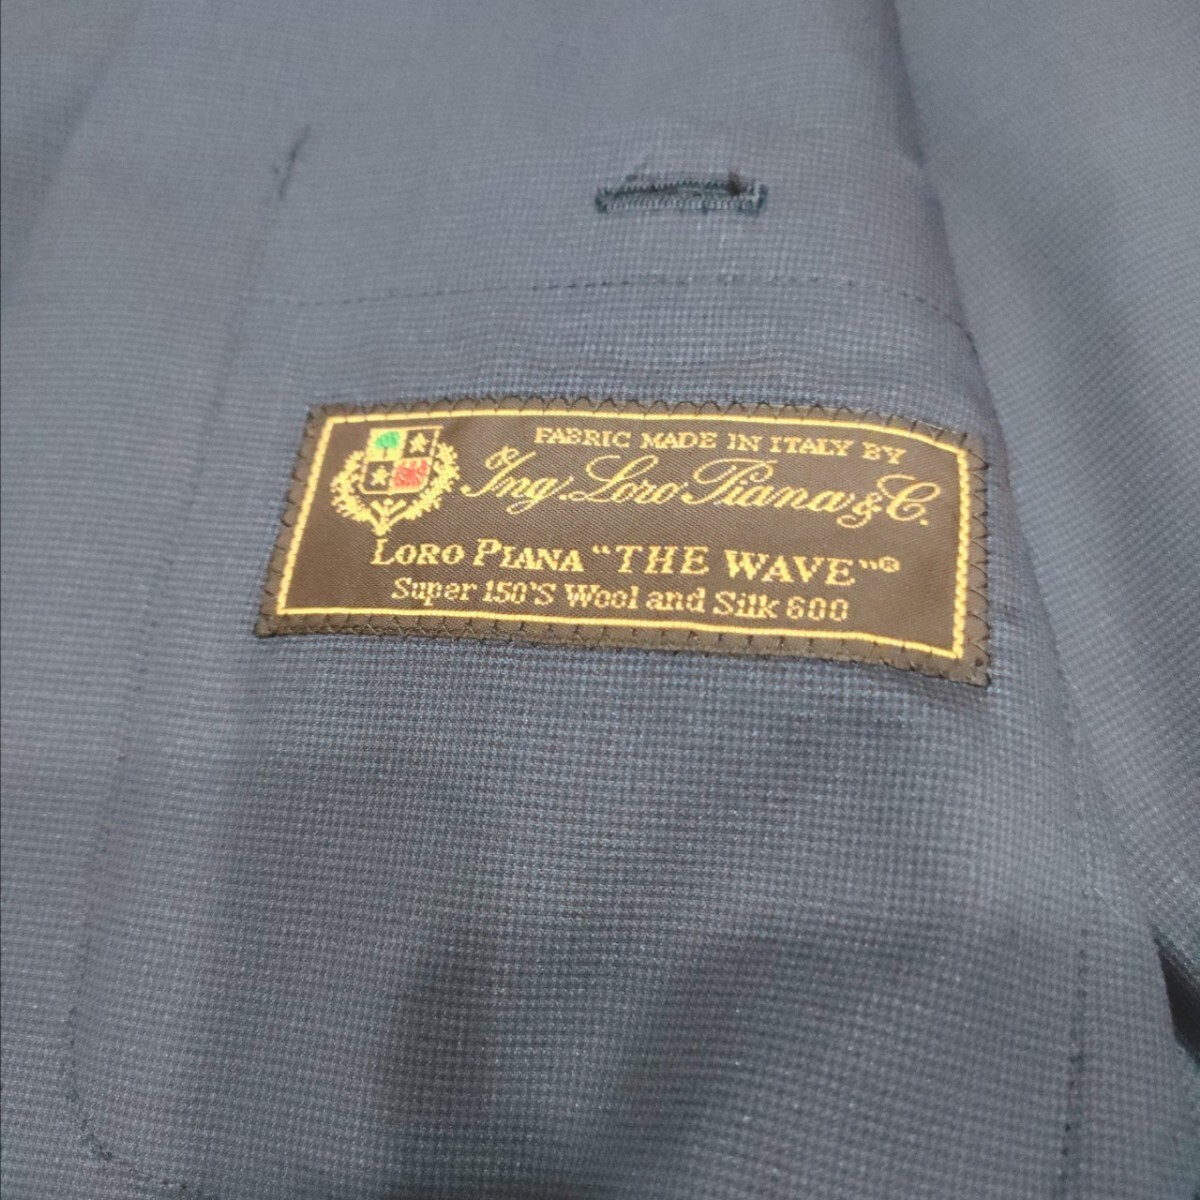 FABRIC MADE IN ITALY BY
Ing. Loro Piana & C.
LORO PIANA "THE WAVE"®
Super 150'S Wool and Silk 600